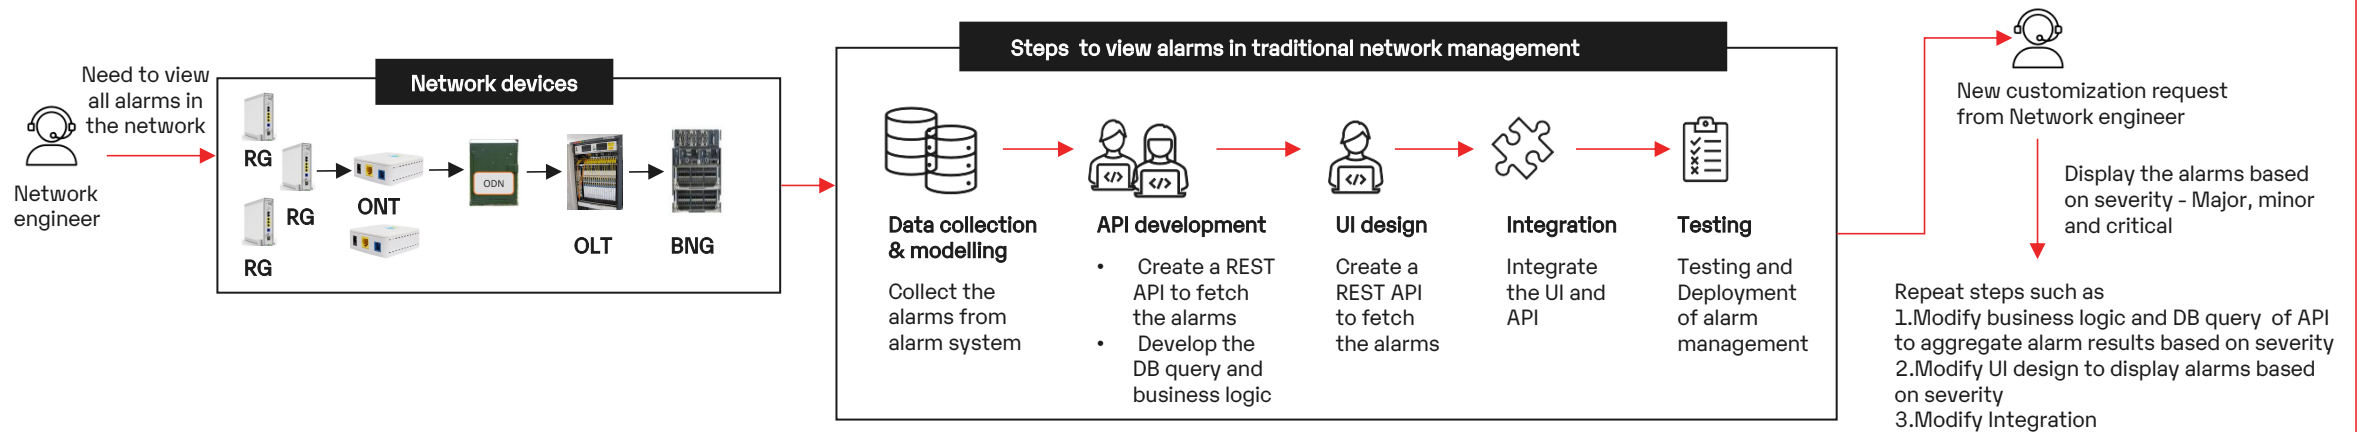 Need to view
all alarms in
the network
Network
engineer
Network devices
RG
RG
RG
ONT
ODN
OLT
BNG
Steps to view alarms in traditional network management
Data collection
& modelling
Collect the
alarms from
alarm system
API development
• Create a REST
API to fetch
the alarms
• Develop the
DB query and
business logic
UI design
Create a
REST API
to fetch
the alarms
Integration
Integrate
the UI and
API
Testing
Testing and
Deployment
of alarm
management
New customization request
from Network engineer
Display the alarms based
on severity - Major, minor
and critical
Repeat steps such as
1.Modify business logic and DB query of API
to aggregate alarm results based on severity
2.Modify UI design to display alarms based
on severity
3.Modify Integration